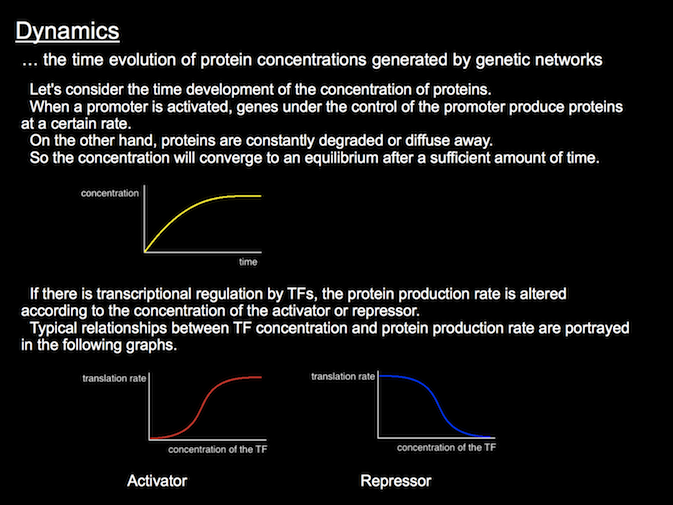 Dynamics
... the time evolution of protein concentrations generated by genetic networks
Let's consider the time development of the concentration of proteins.
When a promoter is activated, genes under the control of the promoter produce proteins
at a certain rate.
On the other hand, proteins are constantly degraded or diffuse away.
So the concentration will converge to an equilibrium after a sufficient amount of time.
concentration
time
If there is transcriptional regulation by TFs, the protein production rate is altered
according to the concentration of the activator or repressor.
Typical relationships between TF concentration and protein production rate are portrayed
in the following graphs.
translation rate
concentration of the TF
Activator
translation rate
concentration of the TF
Repressor